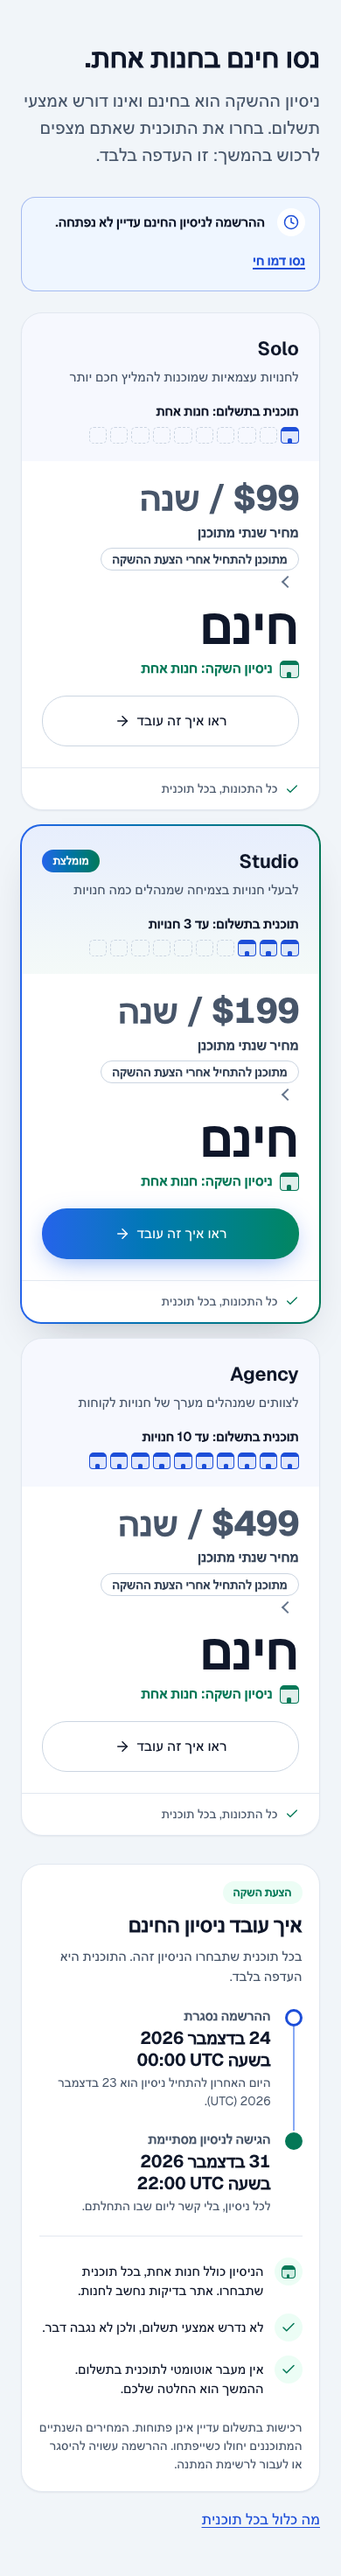 נסו חינם בחנות אחת.
ניסיון ההשקה הוא בחינם ואינו דורש אמצעי
תשלום. בחרו את התוכנית שאתם מצפים
לרכוש בהמשך: זו העדפה בלבד.
ההרשמה לניסיון החינם עדיין לא נפתחה.
נסו דמו חי
Solo
לחנויות עצמאיות שמוכנות להמליץ חכם יותר
תוכנית בתשלום: חנות אחת
$99 / שנה
מחיר שנתי מתוכנן
מתוכנן להתחיל אחרי הצעת ההשקה
חינם
ניסיון השקה: חנות אחת
ראו איך זה עובד
כל התכונות, בכל תוכנית
Studio
מומלצת
לבעלי חנויות בצמיחה שמנהלים כמה חנויות
תוכנית בתשלום: עד 3 חנויות
$199 / שנה
מחיר שנתי מתוכנן
מתוכנן להתחיל אחרי הצעת ההשקה
חינם
ניסיון השקה: חנות אחת
ראו איך זה עובד
כל התכונות, בכל תוכנית
Agency
לצוותים שמנהלים מערך של חנויות לקוחות
תוכנית בתשלום: עד 10 חנויות
$499 / שנה
מחיר שנתי מתוכנן
מתוכנן להתחיל אחרי הצעת ההשקה
חינם
ניסיון השקה: חנות אחת
ראו איך זה עובד
כל התכונות, בכל תוכנית
הצעת השקה
איך עובד ניסיון החינם
בכל תוכנית שתבחרו הניסיון זהה. התוכנית היא
העדפה בלבד.
ההרשמה נסגרת
24 בדצמבר 2026
בשעה 00:00 UTC
היום האחרון להתחיל ניסיון הוא 23 בדצמבר
2026 (UTC).
הגישה לניסיון מסתיימת
31 בדצמבר 2026
בשעה 22:00 UTC
לכל ניסיון, בלי קשר ליום שבו התחלתם.
הניסיון כולל חנות אחת, בכל תוכנית
שתבחרו. אתר בדיקות נחשב לחנות.
לא נדרש אמצעי תשלום, ולכן לא נגבה דבר.
אין מעבר אוטומטי לתוכנית בתשלום.
ההמשך הוא החלטה שלכם.
רכישות בתשלום עדיין אינן פתוחות. המחירים השנתיים
המתוכננים יחולו כשייפתחו. ההרשמה עשויה להיסגר
או לעבור לרשימת המתנה.
מה כלול בכל תוכנית